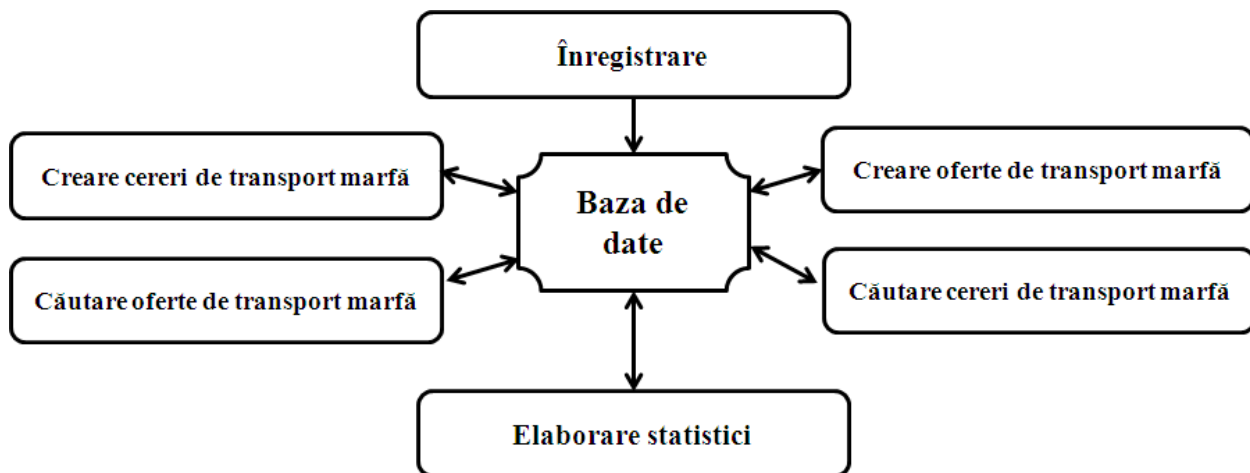 Înregistrare
Creare cereri de transport marfă
Creare oferte de transport marfă
Baza de
date
Căutare oferte de transport marfă
Căutare cereri de transport marfă
Elaborare statistici